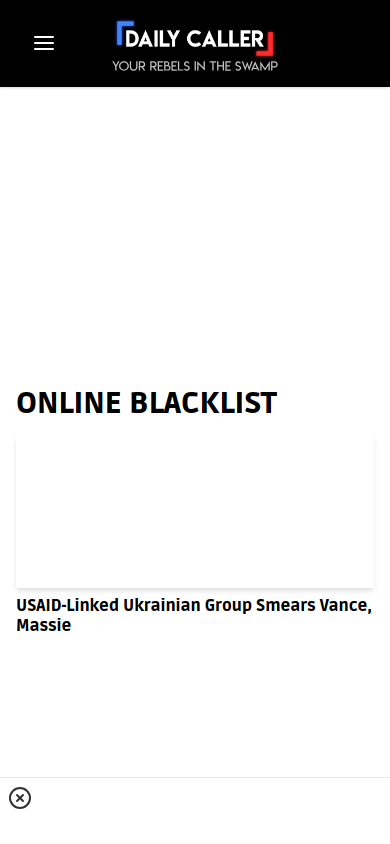 DAILY CALLER
YOUR REBELS IN THE SWAMP
ONLINE BLACKLIST
USAID-Linked Ukrainian Group Smears Vance,
Massie